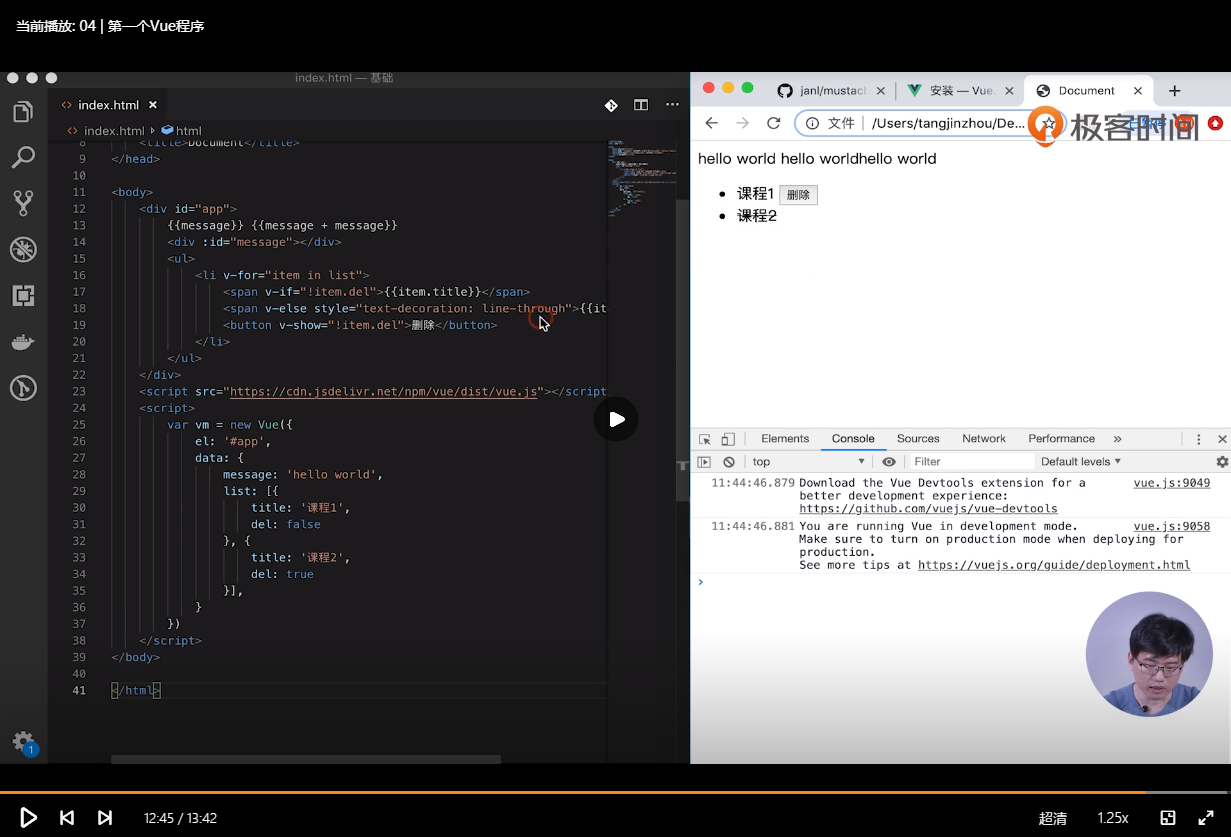 当前播放: 04 | 第一个Vue程序
index.html — 基础
index.html
index.html html
8 <title>Document</title>
9 </head>
10
11 <body>
12 <div id="app">
13 {{message}} {{message + message}}
14 <div :id="message"></div>
15 <ul>
16 <li v-for="item in list">
17 <span v-if="!item.del">{{item.title}}</span>
18 <span v-else style="text-decoration: line-through">{{it
19 <button v-show="!item.del">删除</button>
20 </li>
21 </ul>
22 </div>
23 <script src="https://cdn.jsdelivr.net/npm/vue/dist/vue.js"></script
24 <script>
25 var vm = new Vue({
26 el: '#app',
27 data: {
28 message: 'hello world',
29 list: [{
30 title: '课程1',
31 del: false
32 }, {
33 title: '课程2',
34 del: true
35 }],
36 }
37 })
38 </script>
39 </body>
40
41 </html>
1
janl/mustach
安装 — Vue.
Document
文件 /Users/tangjinzhou/De...
极客时间
hello world hello worldhello world
课程1 删除
课程2
Elements Console Sources Network Performance »
top Filter Default levels
11:44:46.879 Download the Vue Devtools extension for a vue.js:9049
better development experience:
https://github.com/vuejs/vue-devtools
11:44:46.881 You are running Vue in development mode. vue.js:9058
Make sure to turn on production mode when deploying for
production.
See more tips at https://vuejs.org/guide/deployment.html
12:45 / 13:42
超清 1.25x